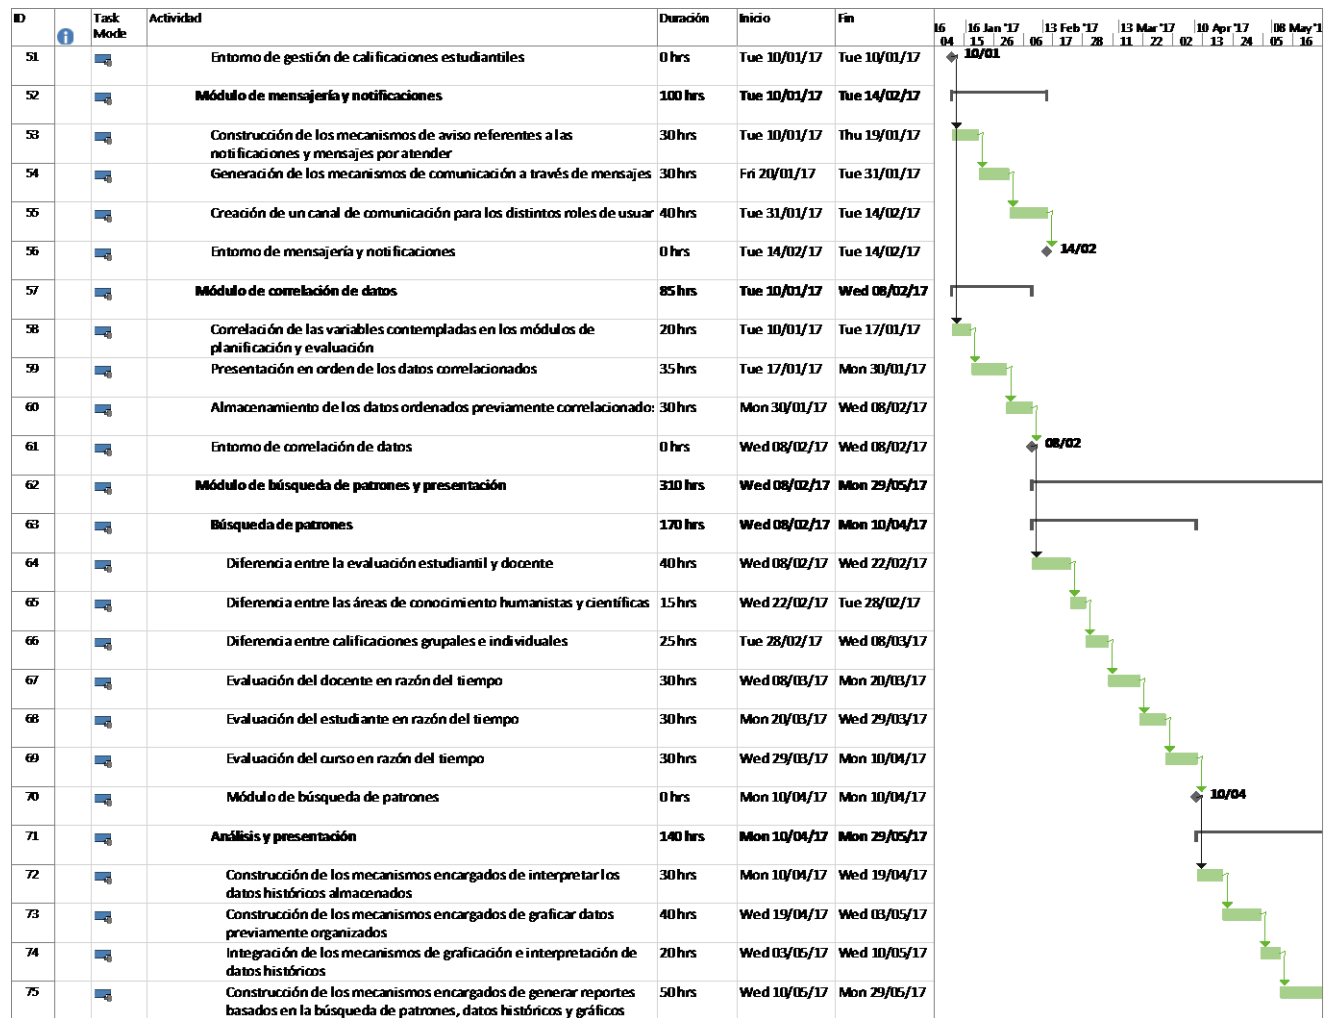 ID Task Mode Actividad Duración Inicio Fin
16 16 Jan '17 13 Feb '17 13 Mar '17 10 Apr '17 08 May '1
04 15 26 06 17 28 11 22 02 13 24 05 16
51 Entorno de gestión de calificaciones estudiantiles 0 hrs Tue 10/01/17 Tue 10/01/17 10/01
52 Módulo de mensajería y notificaciones 100 hrs Tue 10/01/17 Tue 14/02/17
53 Construcción de los mecanismos de aviso referentes a las 30 hrs Tue 10/01/17 Thu 19/01/17
notificaciones y mensajes por atender
54 Generación de los mecanismos de comunicación a través de mensajes 30 hrs Fri 20/01/17 Tue 31/01/17
55 Creación de un canal de comunicación para los distintos roles de usuar 40 hrs Tue 31/01/17 Tue 14/02/17
56 Entorno de mensajería y notificaciones 0 hrs Tue 14/02/17 Tue 14/02/17 14/02
57 Módulo de correlación de datos 85 hrs Tue 10/01/17 Wed 08/02/17
58 Correlación de las variables contempladas en los módulos de 20 hrs Tue 10/01/17 Tue 17/01/17
planificación y evaluación
59 Presentación en orden de los datos correlacionados 35 hrs Tue 17/01/17 Mon 30/01/17
60 Almacenamiento de los datos ordenados previamente correlacionado 30 hrs Mon 30/01/17 Wed 08/02/17
61 Entorno de correlación de datos 0 hrs Wed 08/02/17 Wed 08/02/17 08/02
62 Módulo de búsqueda de patrones y presentación 310 hrs Wed 08/02/17 Mon 29/05/17
63 Búsqueda de patrones 170 hrs Wed 08/02/17 Mon 10/04/17
64 Diferencia entre la evaluación estudiantil y docente 40 hrs Wed 08/02/17 Wed 22/02/17
65 Diferencia entre las áreas de conocimiento humanistas y científicas 15 hrs Wed 22/02/17 Tue 28/02/17
66 Diferencia entre calificaciones grupales e individuales 25 hrs Tue 28/02/17 Wed 08/03/17
67 Evaluación del docente en razón del tiempo 30 hrs Wed 08/03/17 Mon 20/03/17
68 Evaluación del estudiante en razón del tiempo 30 hrs Mon 20/03/17 Wed 29/03/17
69 Evaluación del curso en razón del tiempo 30 hrs Wed 29/03/17 Mon 10/04/17
70 Módulo de búsqueda de patrones 0 hrs Mon 10/04/17 Mon 10/04/17 10/04
71 Análisis y presentación 140 hrs Mon 10/04/17 Mon 29/05/17
72 Construcción de los mecanismos encargados de interpretar los 30 hrs Mon 10/04/17 Wed 19/04/17
datos históricos almacenados
73 Construcción de los mecanismos encargados de graficar datos 40 hrs Wed 19/04/17 Wed 03/05/17
previamente organizados
74 Integración de los mecanismos de graficación e interpretación de 20 hrs Wed 03/05/17 Wed 10/05/17
datos históricos
75 Construcción de los mecanismos encargados de generar reportes 50 hrs Wed 10/05/17 Mon 29/05/17
basados en la búsqueda de patrones, datos históricos y gráficos